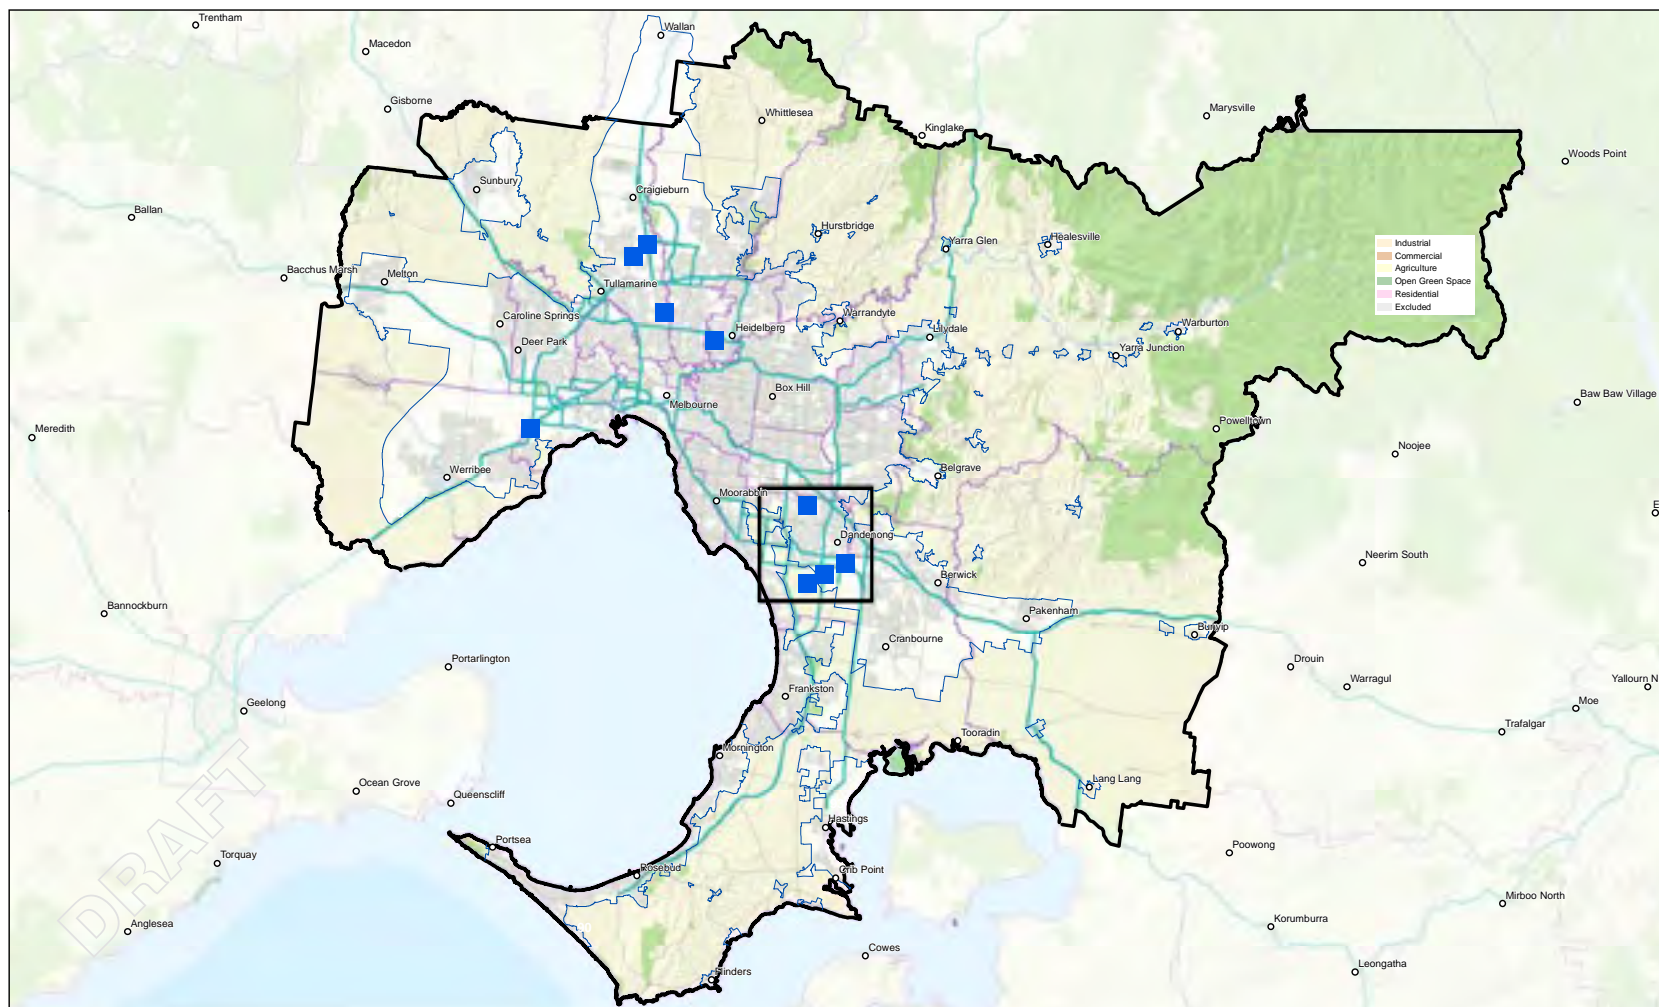 Trentham
Wallan
Macedon
Gisborne
Whittlesea
Marysville
Kinglake
Woods Point
Sunbury
Craigieburn
Ballan
Hurstbridge
Healesville
Yarra Glen
Industrial
Commercial
Agriculture
Open Green Space
Residential
Excluded
Bacchus Marsh
Melton
Tullamarine
Caroline Springs
Warrandyte
Heidelberg
Lilydale
Warburton
Deer Park
Yarra Junction
Box Hill
Melbourne
Baw Baw Village
Meredith
Powelltown
Noojee
Werribee
Belgrave
Moorabbin
E
Dandenong
Neerim South
Berwick
Bannockburn
Pakenham
Bunyip
Cranbourne
Portarlington
Drouin
Warragul
Yallourn N
Frankston
Geelong
Moe
Trafalgar
Tooradin
Mornington
Lang Lang
Ocean Grove
Queenscliff
DRAFT
Hastings
Portsea
Poowong
Torquay
Rosebud
Crib Point
Mirboo North
Anglesea
Korumburra
Cowes
Leongatha
Flinders